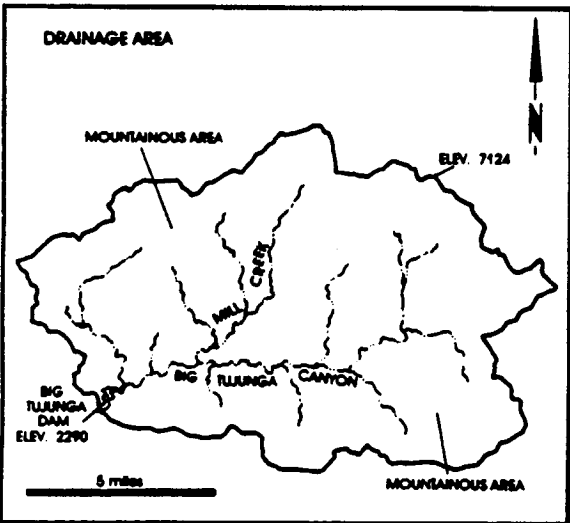 DRAINAGE AREA
N
MOUNTAINOUS AREA
ELEV. 7124
MILL CREEK
BIG TUJUNGA CANYON
BIG
TUJUNGA
DAM
ELEV. 2290
5 miles
MOUNTAINOUS AREA